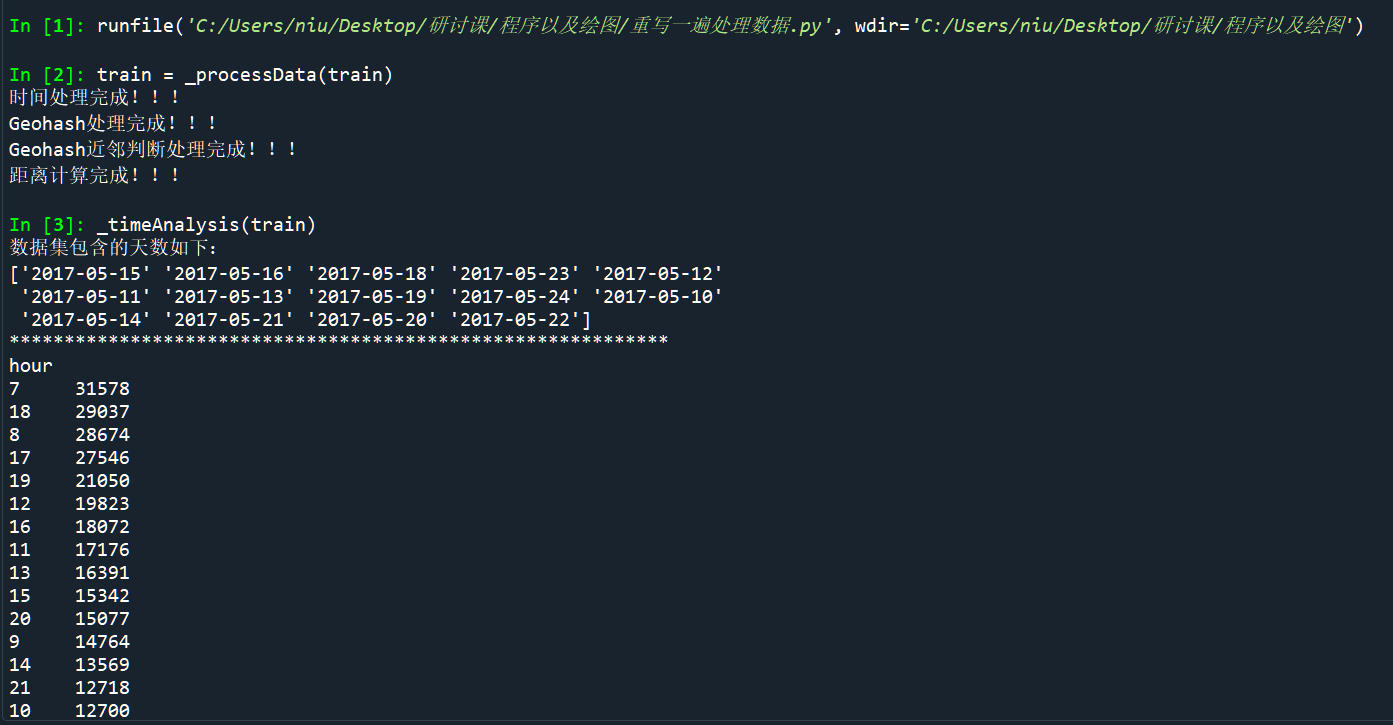 In [1]: runfile('C:/Users/niu/Desktop/研讨课/程序以及绘图/重写一遍处理数据.py', wdir='C:/Users/niu/Desktop/研讨课/程序以及绘图')
In [2]: train = _processData(train)
时间处理完成！！！
Geohash处理完成！！！
Geohash近邻判断处理完成！！！
距离计算完成！！！
In [3]: _timeAnalysis(train)
数据集包含的天数如下：
['2017-05-15' '2017-05-16' '2017-05-18' '2017-05-23' '2017-05-12'
 '2017-05-11' '2017-05-13' '2017-05-19' '2017-05-24' '2017-05-10'
 '2017-05-14' '2017-05-21' '2017-05-20' '2017-05-22']
************************************************************
hour
7     31578
18    29037
8     28674
17    27546
19    21050
12    19823
16    18072
11    17176
13    16391
15    15342
20    15077
9     14764
14    13569
21    12718
10    12700